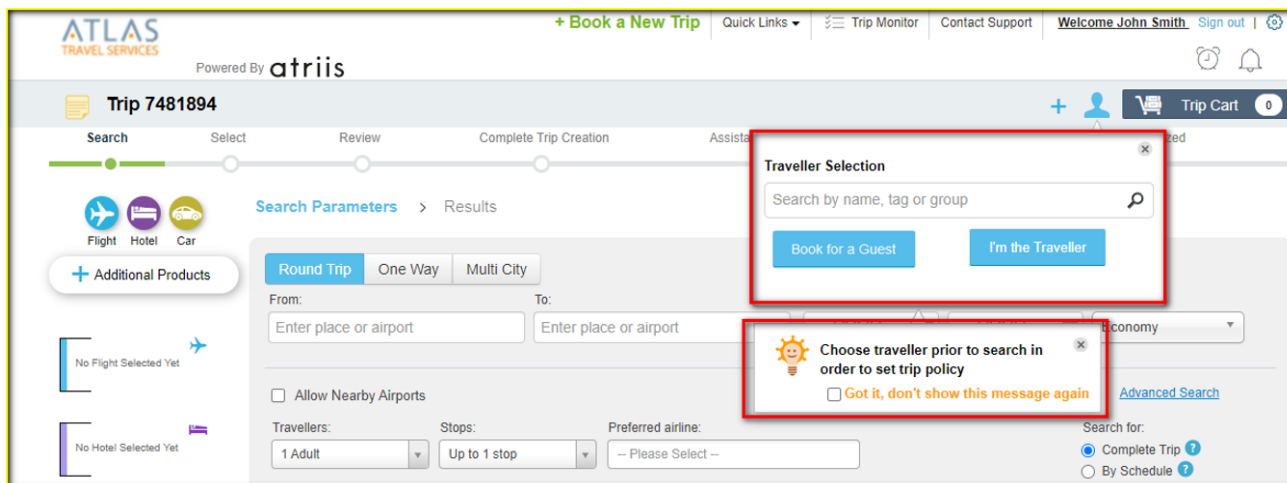 ATLAS
TRAVEL SERVICES
+ Book a New Trip
Quick Links
Trip Monitor
Contact Support
Welcome John Smith
Sign out |
Powered By atriis
Trip 7481894
+
Trip Cart 0
Search
Select
Review
Complete Trip Creation
Assista
zed
Traveller Selection
Search by name, tag or group
Book for a Guest
I'm the Traveller
Flight
Hotel
Car
+ Additional Products
Search Parameters > Results
Round Trip
One Way
Multi City
From:
To:
Enter place or airport
Enter place or airport
Economy
Choose traveller prior to search in
order to set trip policy
Got it, don't show this message again
No Flight Selected Yet
Allow Nearby Airports
Advanced Search
Travellers:
Stops:
Preferred airline:
Search for:
1 Adult
Up to 1 stop
-- Please Select --
Complete Trip ?
By Schedule ?
No Hotel Selected Yet